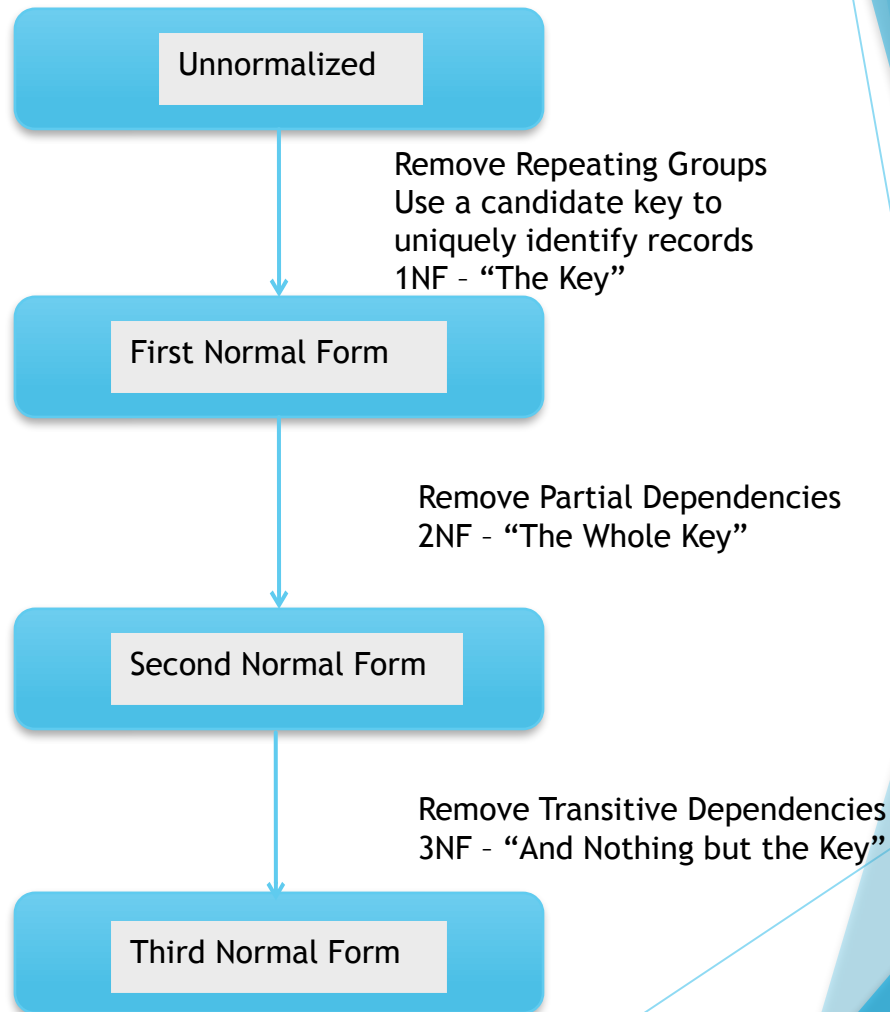 Unnormalized
Remove Repeating Groups
Use a candidate key to
uniquely identify records
1NF – “The Key”
First Normal Form
Remove Partial Dependencies
2NF – “The Whole Key”
Second Normal Form
Remove Transitive Dependencies
3NF – “And Nothing but the Key”
Third Normal Form